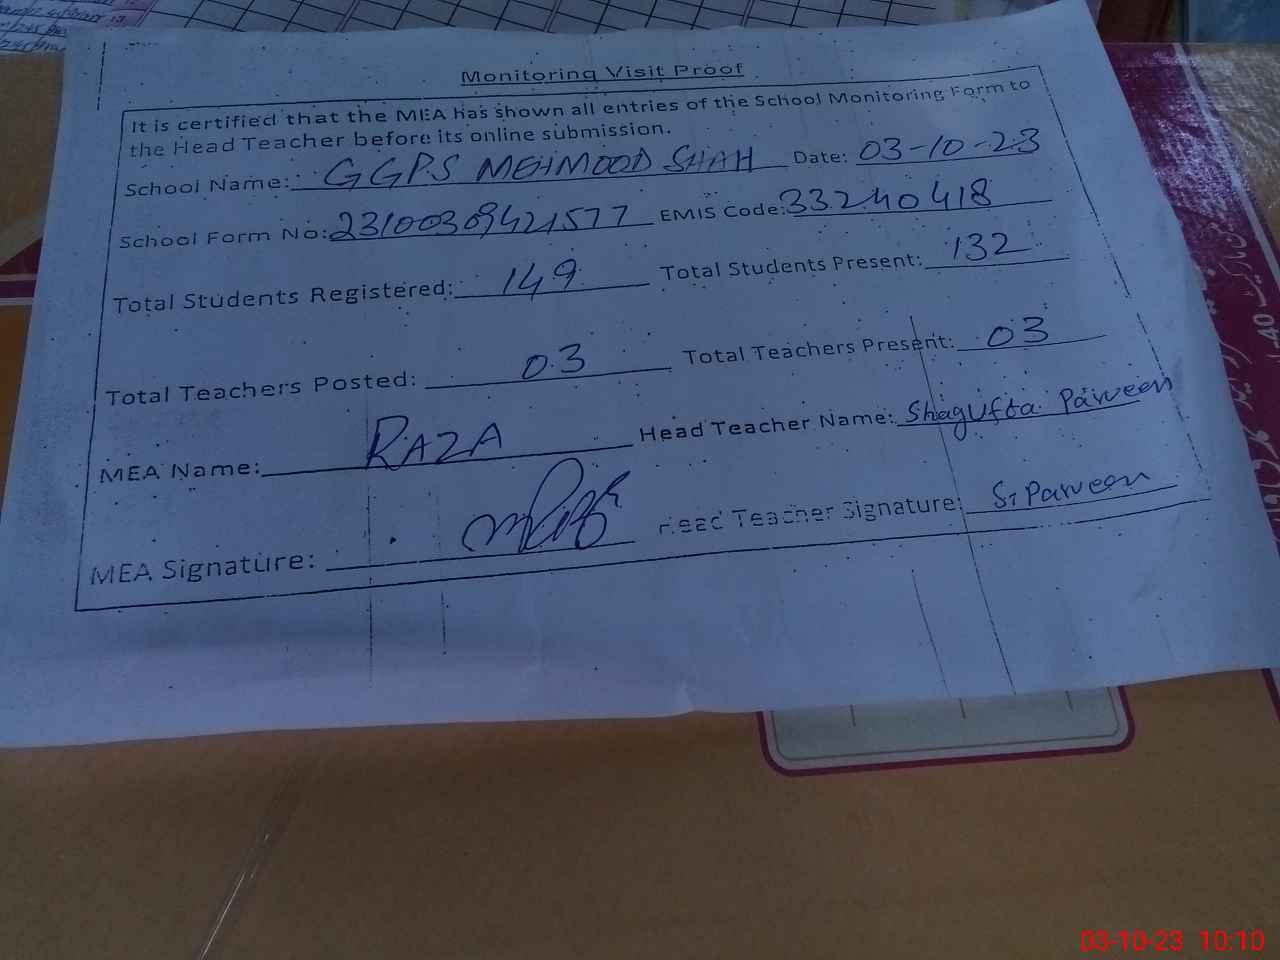 Monitoring Visit Proof
It is certified that the MEA has shown all entries of the School Monitoring Form to
the Head Teacher before its online submission.
School Name: GGPS MEHMOOD SHAH Date: 03-10-23
School Form No: 23100309421577 EMIS Code: 33240418
Total Students Registered: 149 Total Students Present: 132
Total Teachers Posted: 03 Total Teachers Present: 03
MEA Name: RAZA Head Teacher Name: Shagufta Parveen
MEA Signature: Head Teacher Signature: S, Parveen
03-10-23 10:10